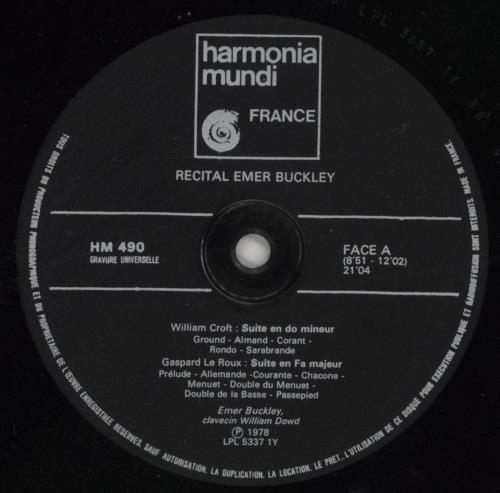 harmonia
mundi
FRANCE
RECITAL EMER BUCKLEY
HM 490
GRAVURE UNIVERSELLE
FACE A
(8'51 - 12'02)
21'04
William Croft : Suite en do mineur
Ground - Almand - Corant -
Rondo - Sarabrande
Gaspard Le Roux : Suite en Fa majeur
Prélude - Allemande -Courante - Chacone -
Menuet - Double du Menuet -
Double de la Basse - Passepied
Emer Buckley,
clavecin William Dowd
Ⓟ 1978
LPL 5337 1Y
TOUS DROITS DU PRODUCTEUR PHONOGRAPHIQUE ET DU PROPRIETAIRE DE L'ŒUVRE ENREGISTREE RESERVES. SAUF AUTORISATION, LA DUPLICATION, LA LOCATION, LE PRET, L'UTILISATION DE CE DISQUE POUR EXECUTION PUBLIQUE ET RADIODIFFUSION SONT INTERDITS. MADE IN FRANCE.
LPL 5337 1Y